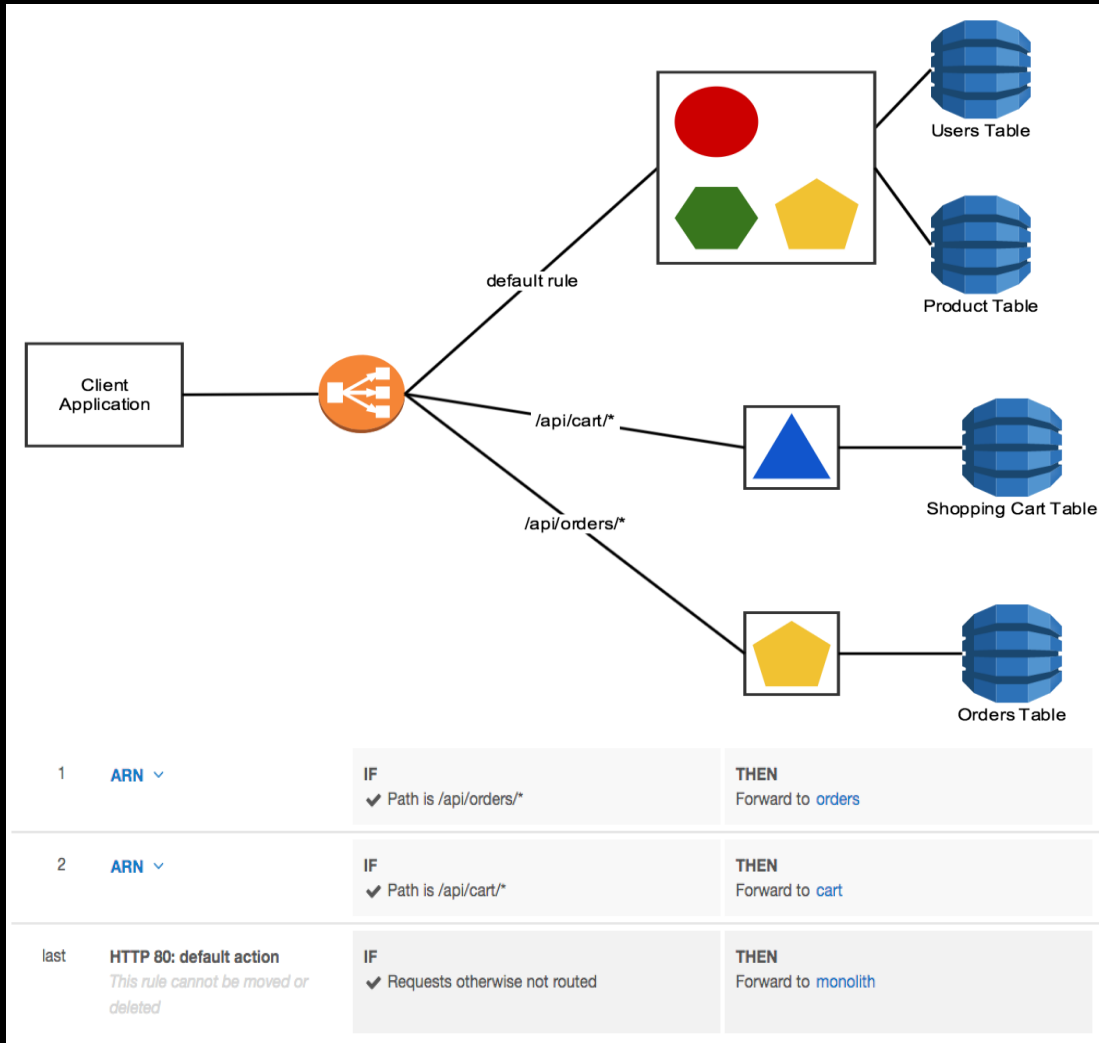 Users Table
Product Table
default rule
Client
Application
/api/cart/*
Shopping Cart Table
/api/orders/*
Orders Table
1 ARN IF THEN
Path is /api/orders/* Forward to orders
2 ARN IF THEN
Path is /api/cart/* Forward to cart
last HTTP 80: default action IF THEN
This rule cannot be moved or Requests otherwise not routed Forward to monolith
deleted